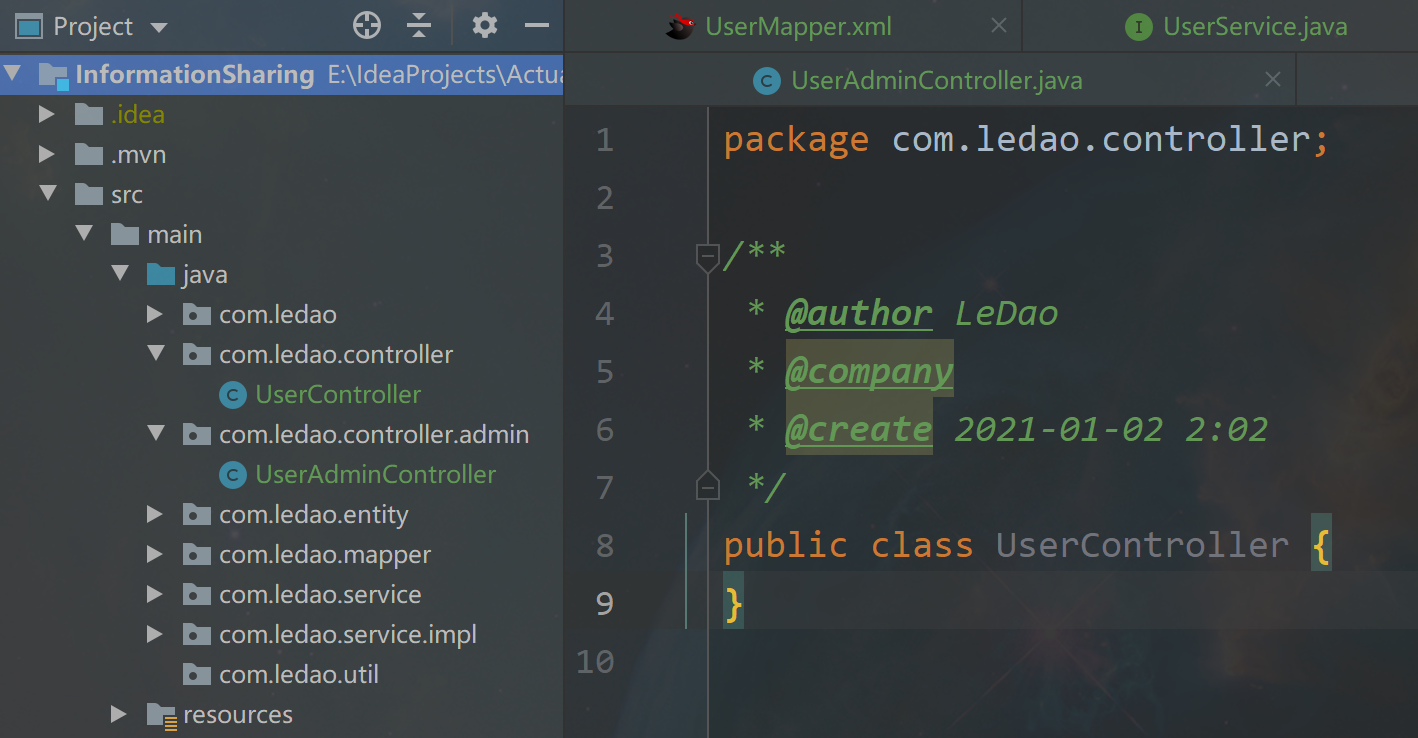 Project
UserMapper.xml
UserService.java
InformationSharing E:\IdeaProjects\Actua
UserAdminController.java
.idea
.mvn
src
main
java
com.ledao
com.ledao.controller
UserController
com.ledao.controller.admin
UserAdminController
com.ledao.entity
com.ledao.mapper
com.ledao.service
com.ledao.service.impl
com.ledao.util
resources
1 package com.ledao.controller;
2
3 /**
4 * @author LeDao
5 * @company
6 * @create 2021-01-02 2:02
7 */
8 public class UserController {
9 }
10